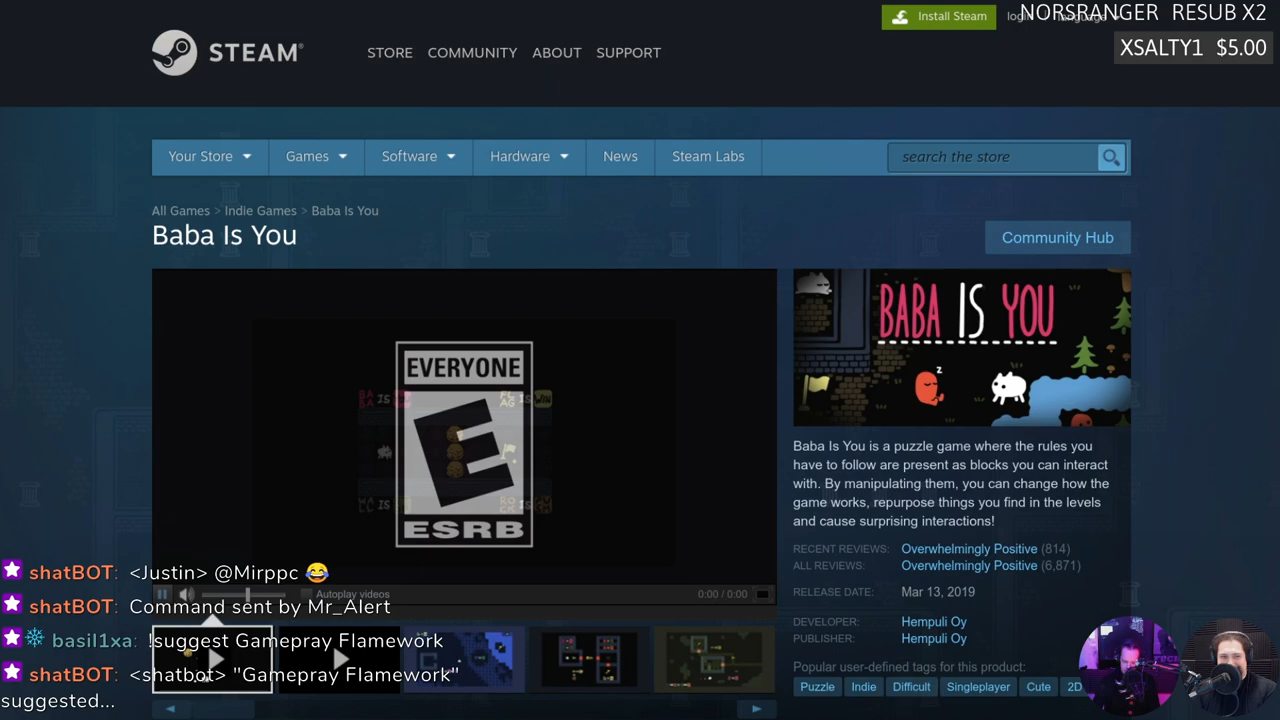 NORSRANGER RESUB X2
Install Steam
XSALTY1 $5.00
STEAM®
STORE COMMUNITY ABOUT SUPPORT
Your Store Games Software Hardware News Steam Labs search the store
All Games > Indie Games > Baba Is You
Baba Is You
Community Hub
EVERYONE
E
ESRB
BABA IS YOU
Baba Is You is a puzzle game where the rules you
have to follow are present as blocks you can interact
with. By manipulating them, you can change how the
game works, repurpose things you find in the levels
and cause surprising interactions!
RECENT REVIEWS: Overwhelmingly Positive (814)
ALL REVIEWS: Overwhelmingly Positive (6,871)
RELEASE DATE: Mar 13, 2019
DEVELOPER: Hempuli Oy
PUBLISHER: Hempuli Oy
Popular user-defined tags for this product:
Puzzle Indie Difficult Singleplayer Cute 2D
Autoplay videos 0:00 / 0:00
shatBOT: <Justin> @Mirppc 😂
shatBOT: Command sent by Mr_Alert
basil1xa: !suggest Gamepray Flamework
shatBOT: <shatbot> "Gamepray Flamework"
suggested...